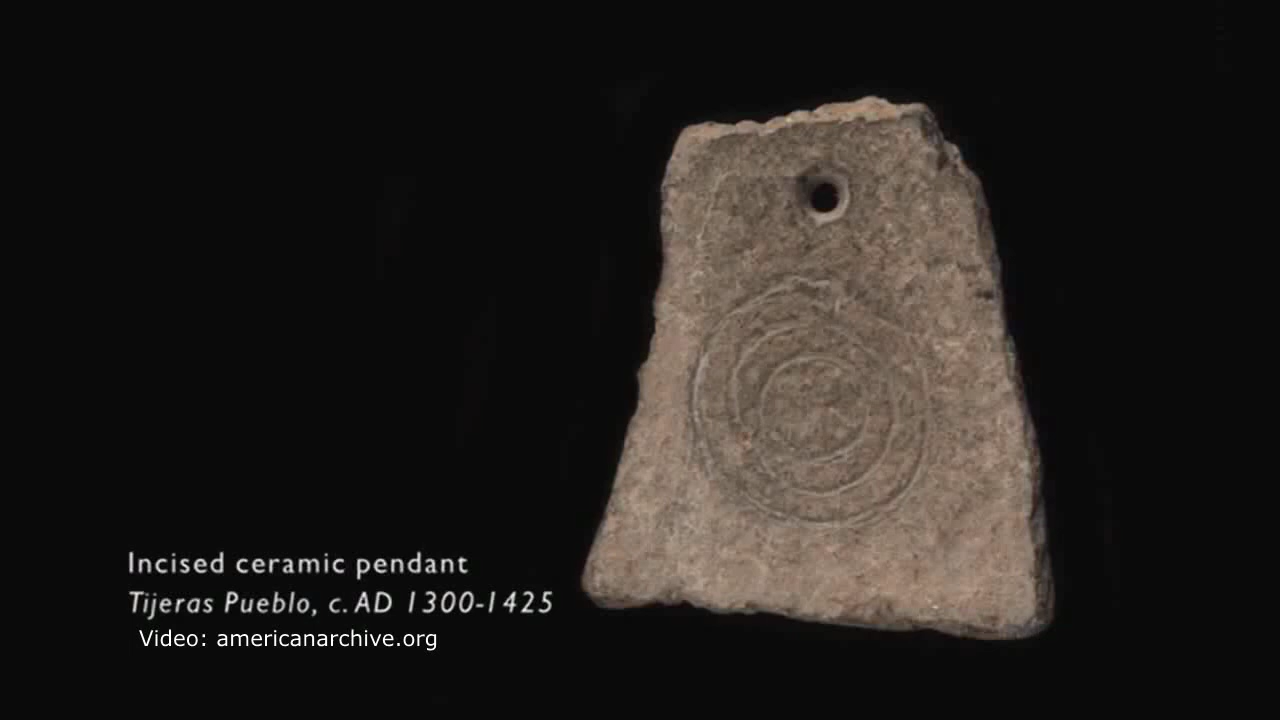 Incised ceramic pendant
Tijeras Pueblo, c. AD 1300-1425
Video: americanarchive.org